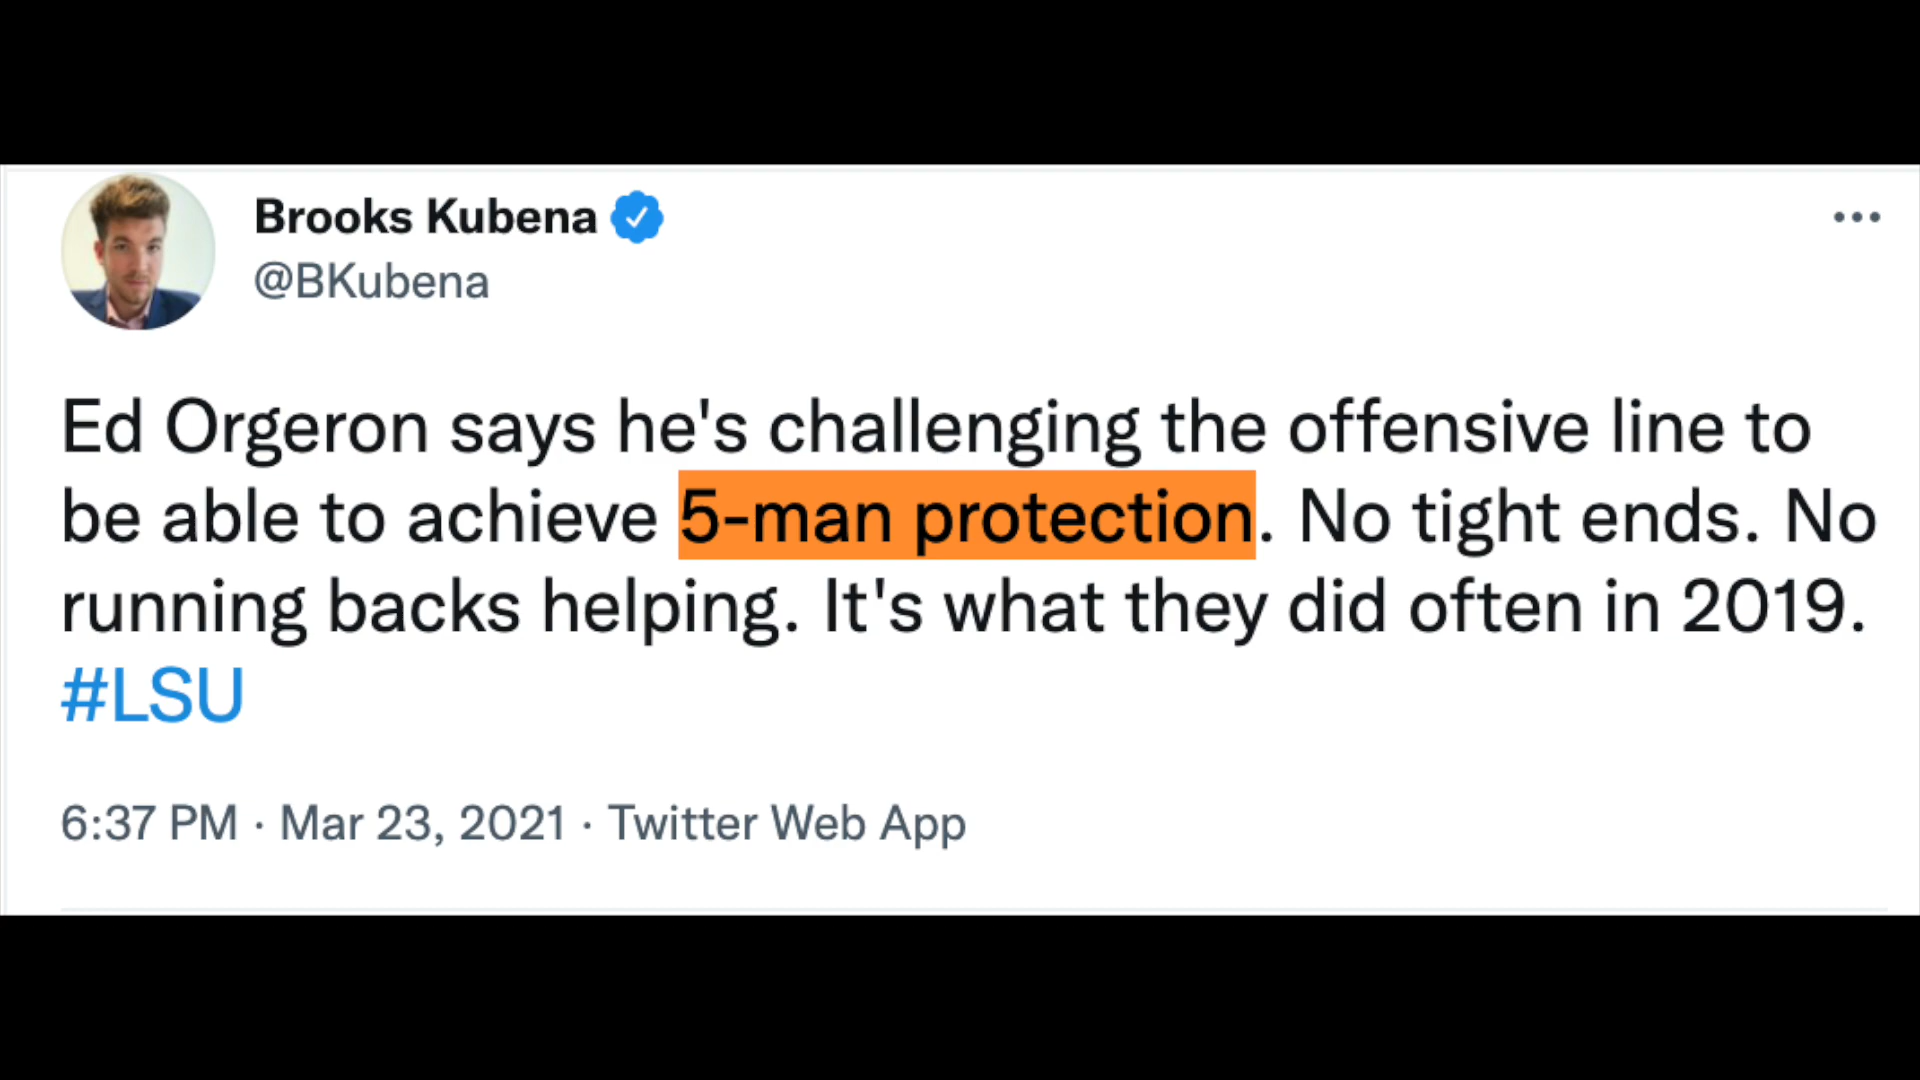 Brooks Kubena
@BKubena
Ed Orgeron says he's challenging the offensive line to
be able to achieve 5-man protection. No tight ends. No
running backs helping. It's what they did often in 2019.
#LSU
6:37 PM · Mar 23, 2021 · Twitter Web App